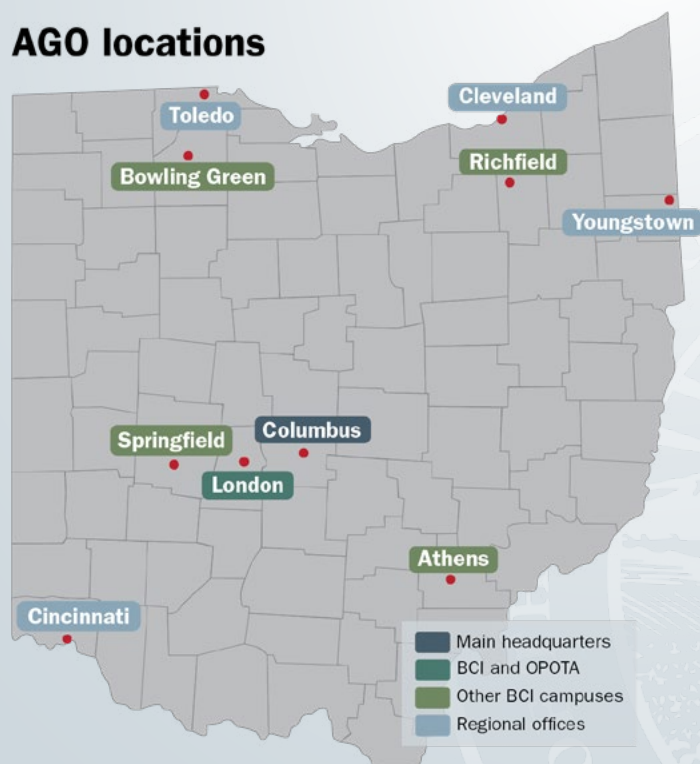 AGO locations
Cleveland
Toledo
Richfield
Bowling Green
Youngstown
Columbus
Springfield
London
Athens
Cincinnati
Main headquarters
BCI and OPOTA
Other BCI campuses
Regional offices